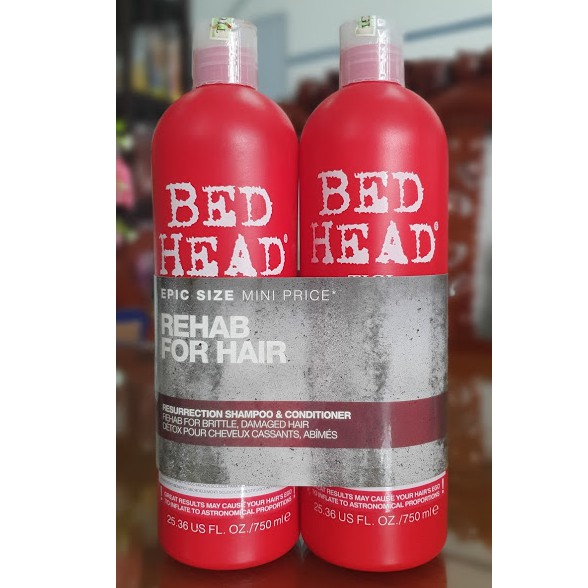 BED
HEAD®
BED
HEAD®
EPIC SIZE MINI PRICE*
REHAB
FOR HAIR
RESURRECTION SHAMPOO & CONDITIONER
REHAB FOR BRITTLE, DAMAGED HAIR
DÉTOX POUR CHEVEUX CASSANTS, ABÎMÉS
GREAT RESULTS MAY CAUSE YOUR HAIR'S EGO
TO INFLATE TO ASTRONOMICAL PROPORTIONS
25.36 US FL. OZ./750 ml e
GREAT RESULTS MAY CAUSE YOUR HAIR'S EGO
TO INFLATE TO ASTRONOMICAL PROPORTIONS
25.36 US FL. OZ./750 ml e